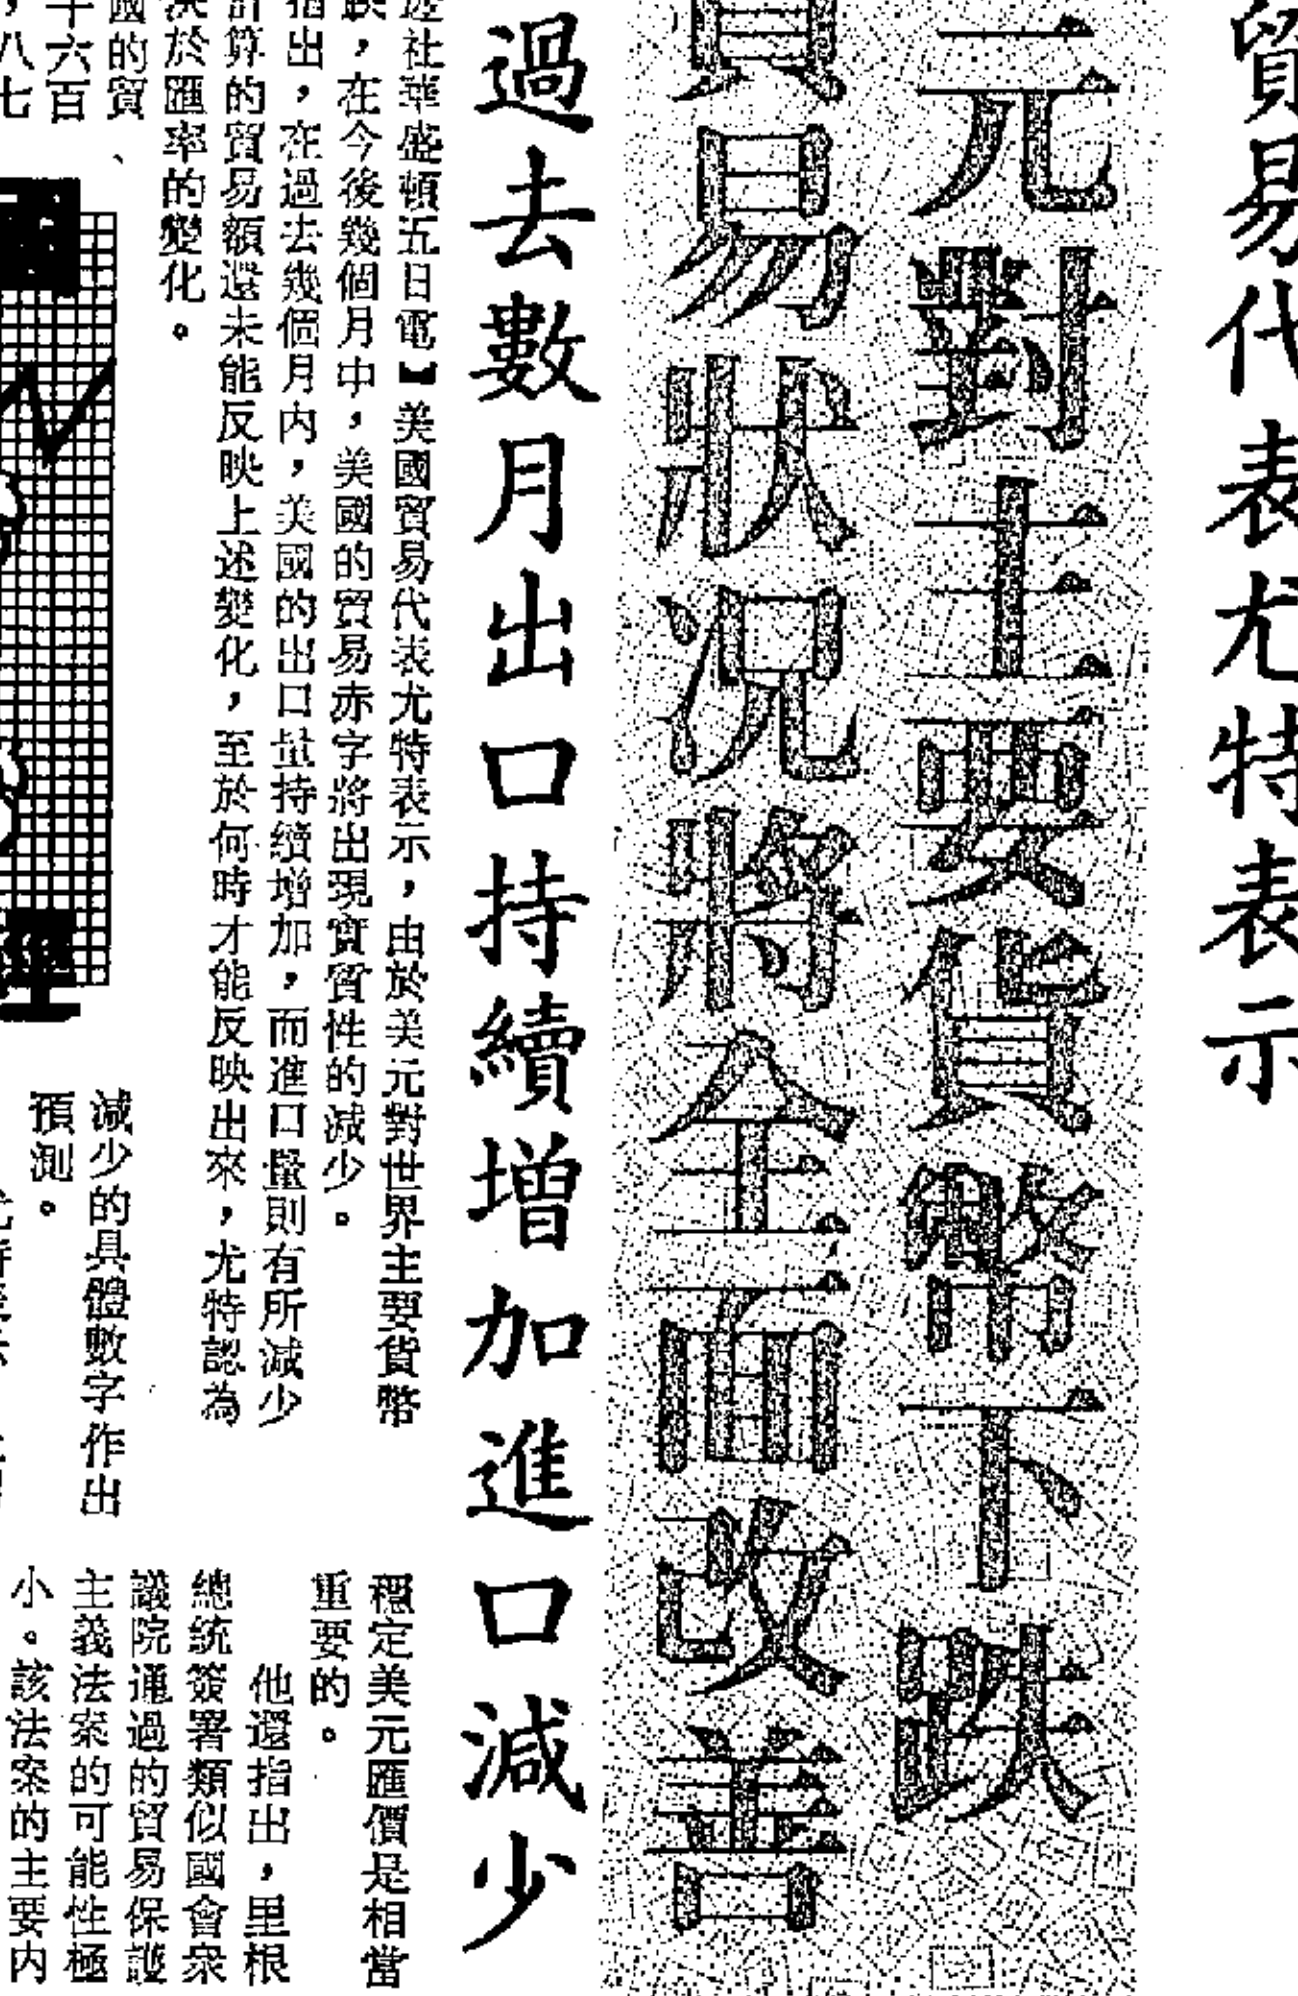 貿易代表尤特表示
元對主要貨幣下跌
貿易狀況將全面改善
過去數月出口持續增加進口減少
社華盛頓五日電】美國貿易代表尤特表示，由於美元對世界主要貨幣
，在今後幾個月中，美國的貿易赤字將出現實質性的減少。
指出，在過去幾個月內，美國的出口量持續增加，而進口量則有所減少
計算的貿易額還未能反映上述變化，至於何時才能反映出來，尤特認為
決於匯率的變化。
國的貿
十六百
，八七
經
減少的具體數字作出
預測。
穩定美元匯價是相當
重要的。
他還指出，里根
總統簽署類似國會眾
議院通過的貿易保護
主義法案的可能性極
小。該法案的主要內